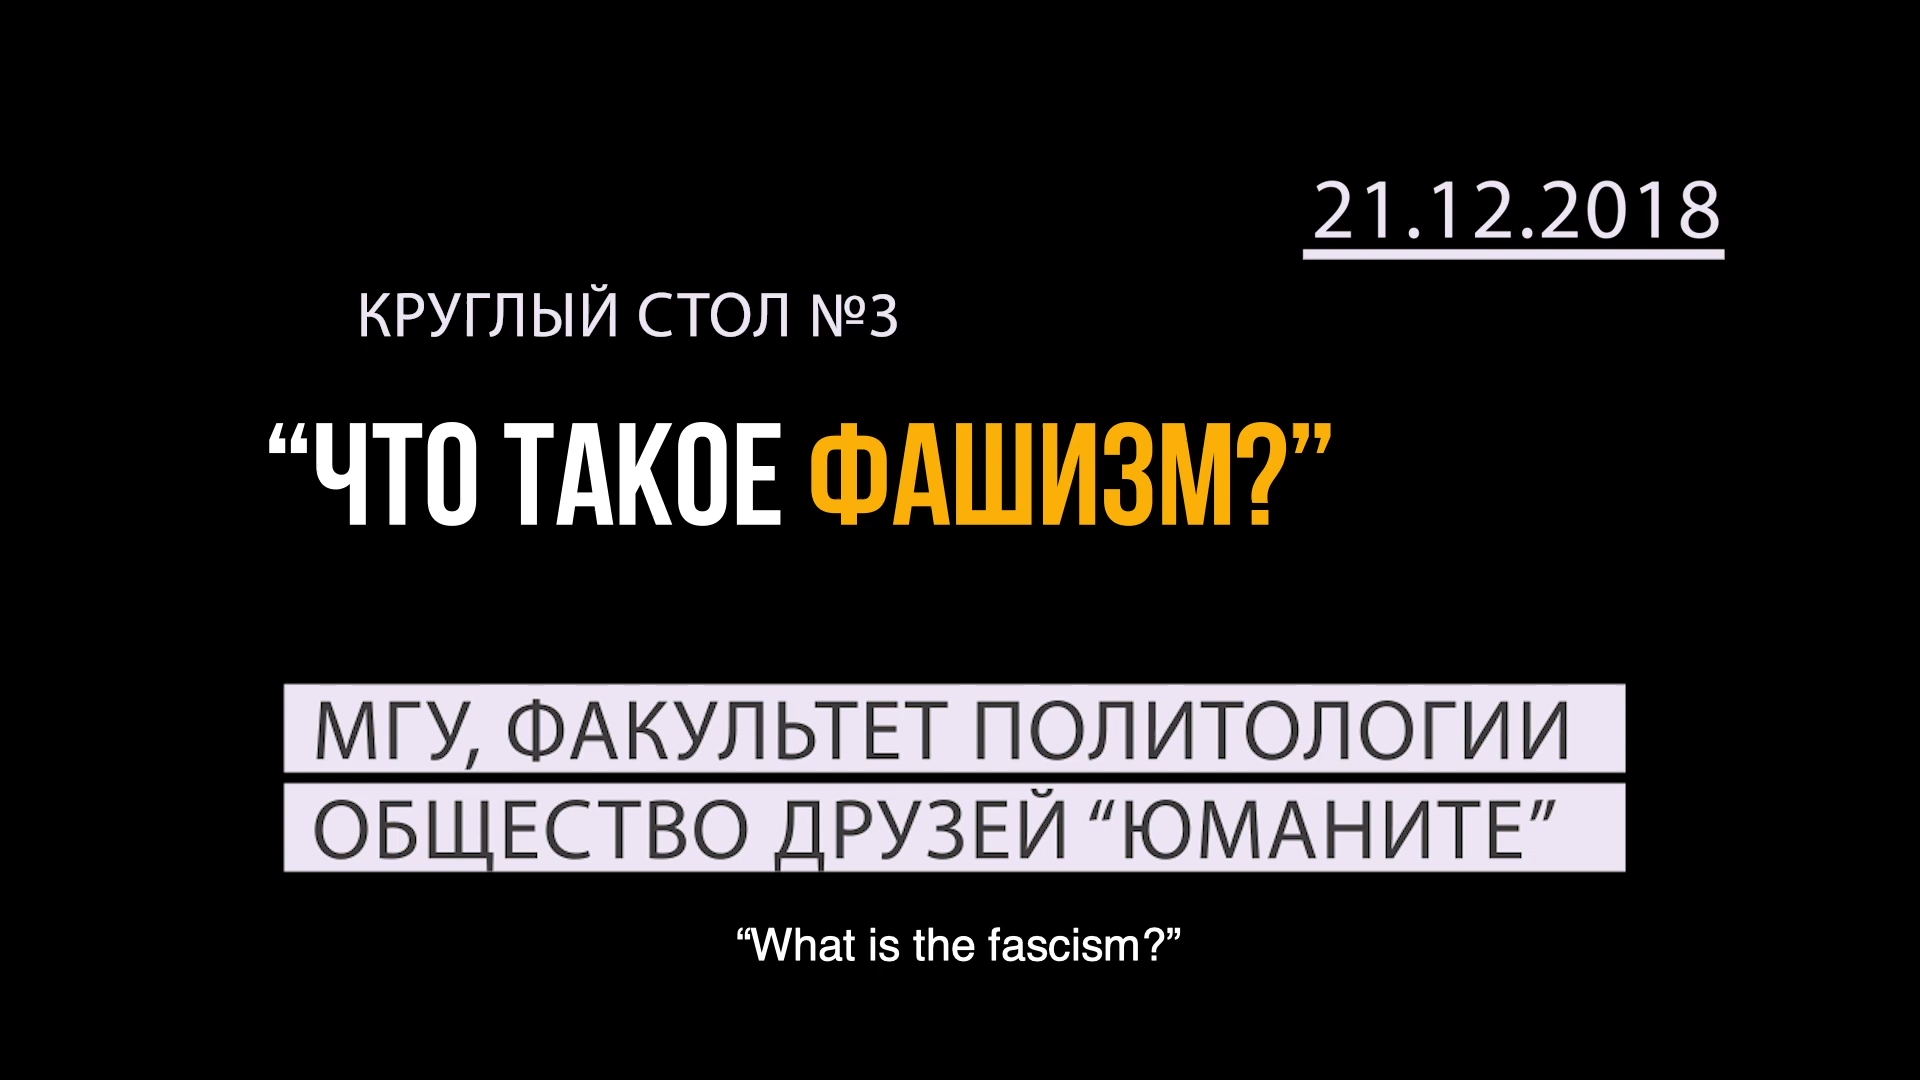 21.12.2018
КРУГЛЫЙ СТОЛ №3
“ЧТО ТАКОЕ ФАШИЗМ?”
МГУ, ФАКУЛЬТЕТ ПОЛИТОЛОГИИ
ОБЩЕСТВО ДРУЗЕЙ “ЮМАНИТЕ”
“What is the fascism?”